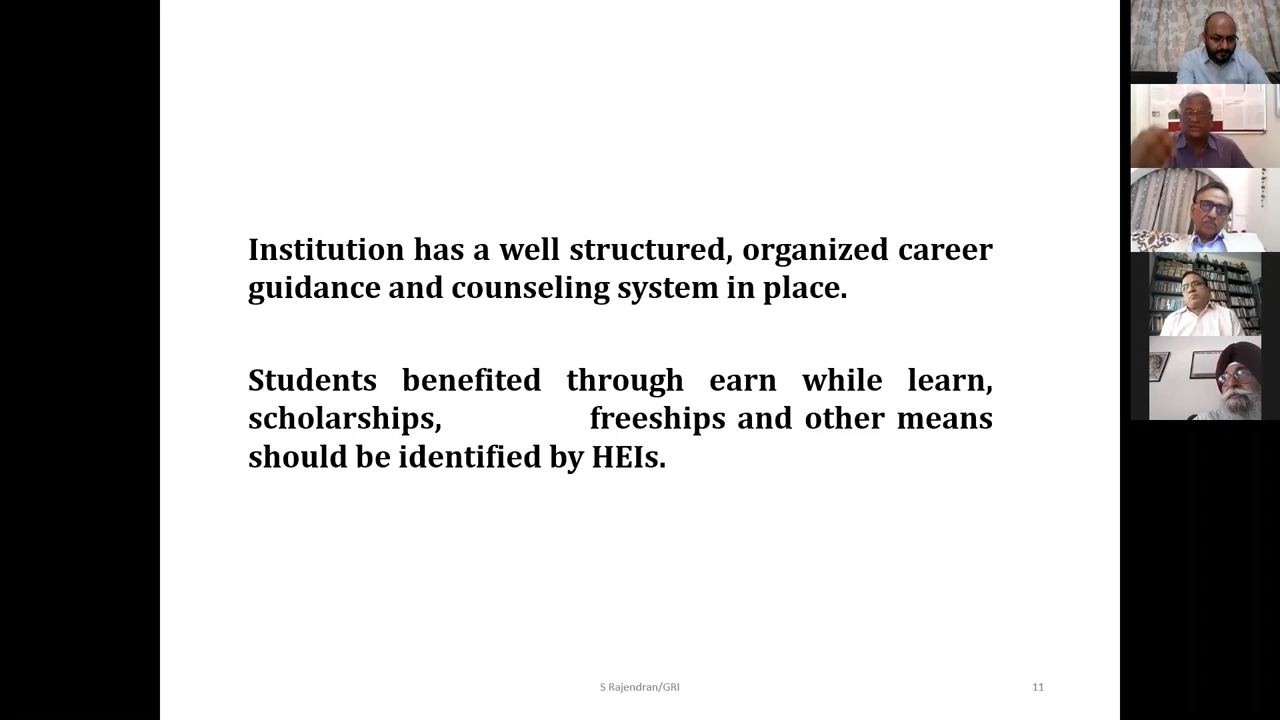 Institution has a well structured, organized career
guidance and counseling system in place.
Students benefited through earn while learn,
scholarships, freeships and other means
should be identified by HEIs.
S Rajendran/GRI
11